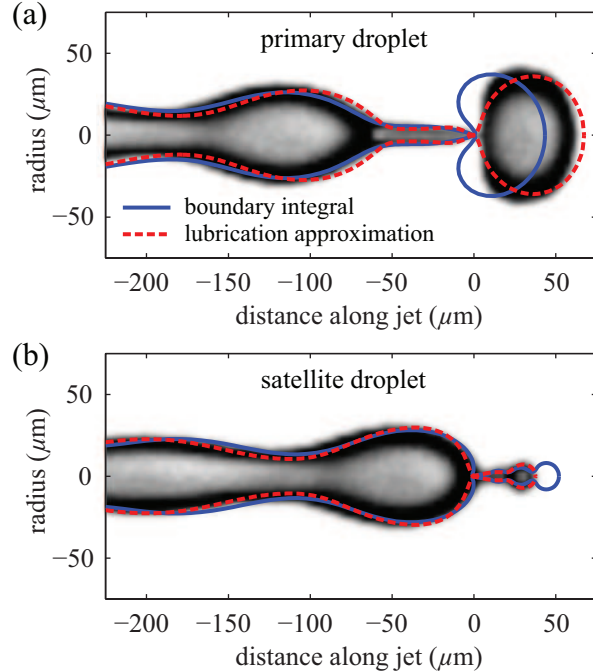 (a)
primary droplet
50
0
−50
radius (µm)
boundary integral
lubrication approximation
−200 −150 −100 −50 0 50
distance along jet (µm)
(b)
satellite droplet
50
0
−50
radius (µm)
−200 −150 −100 −50 0 50
distance along jet (µm)